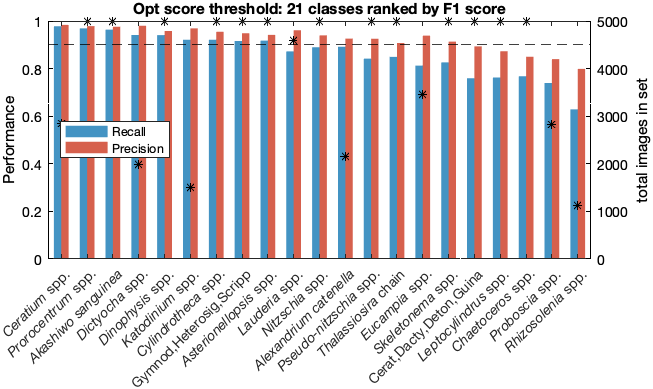 Opt score threshold: 21 classes ranked by F1 score
Performance
1
0.8
0.6
0.4
0.2
0
5000
4000
3000
2000
1000
0
total images in set
Recall
Precision
Ceratium spp.
Prorocentrum spp.
Akashiwo sanguinea
Dictyocha spp.
Dinophysis spp.
Katodinium spp.
Cylindrotheca spp.
Gymnod,Heterosig,Scripp
Asterionellopsis spp.
Lauderia spp.
Nitzschia spp.
Alexandrium catenella
Pseudo-nitzschia spp.
Thalassiosira chain
Eucampia spp.
Skeletonema spp.
Cerat,Dacty,Deton,Guina
Leptocylindrus spp.
Chaetoceros spp.
Proboscia spp.
Rhizosolenia spp.